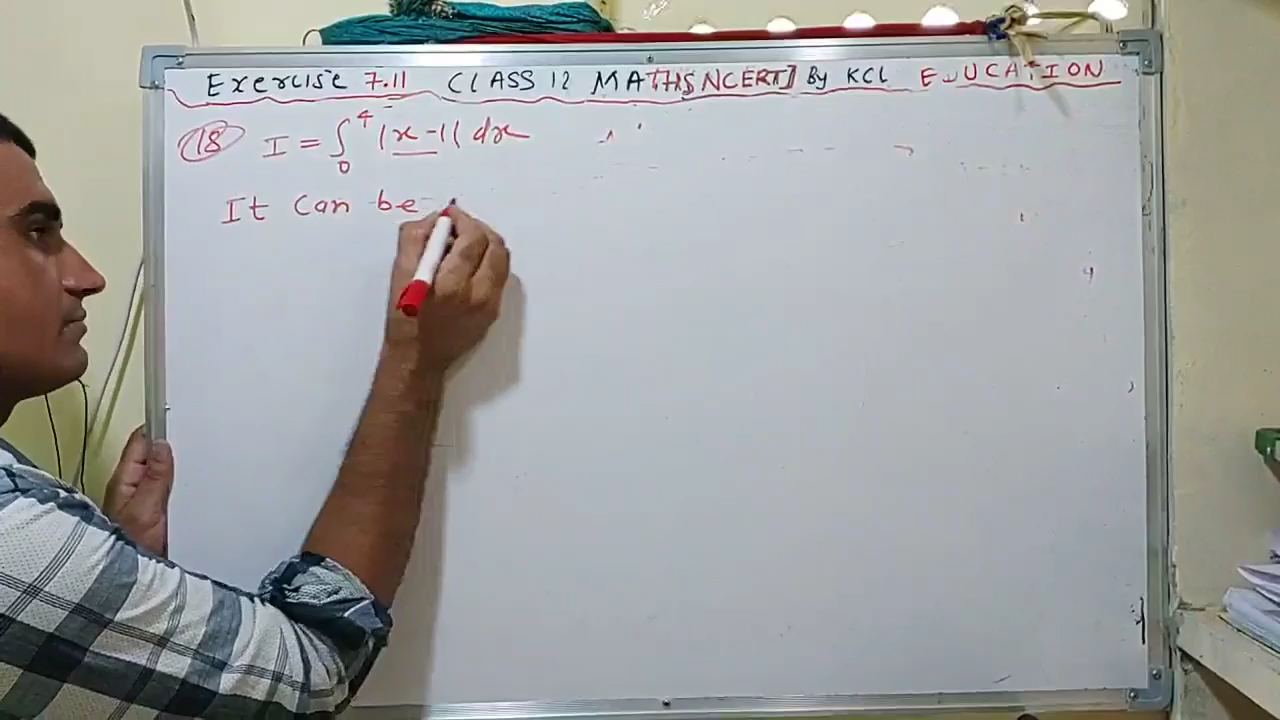 Exercise 7.11 CLASS 12 MATHS NCERT] By KCL EDUCATION
18 I = ∫₀⁴ |x-1| dx
It can be